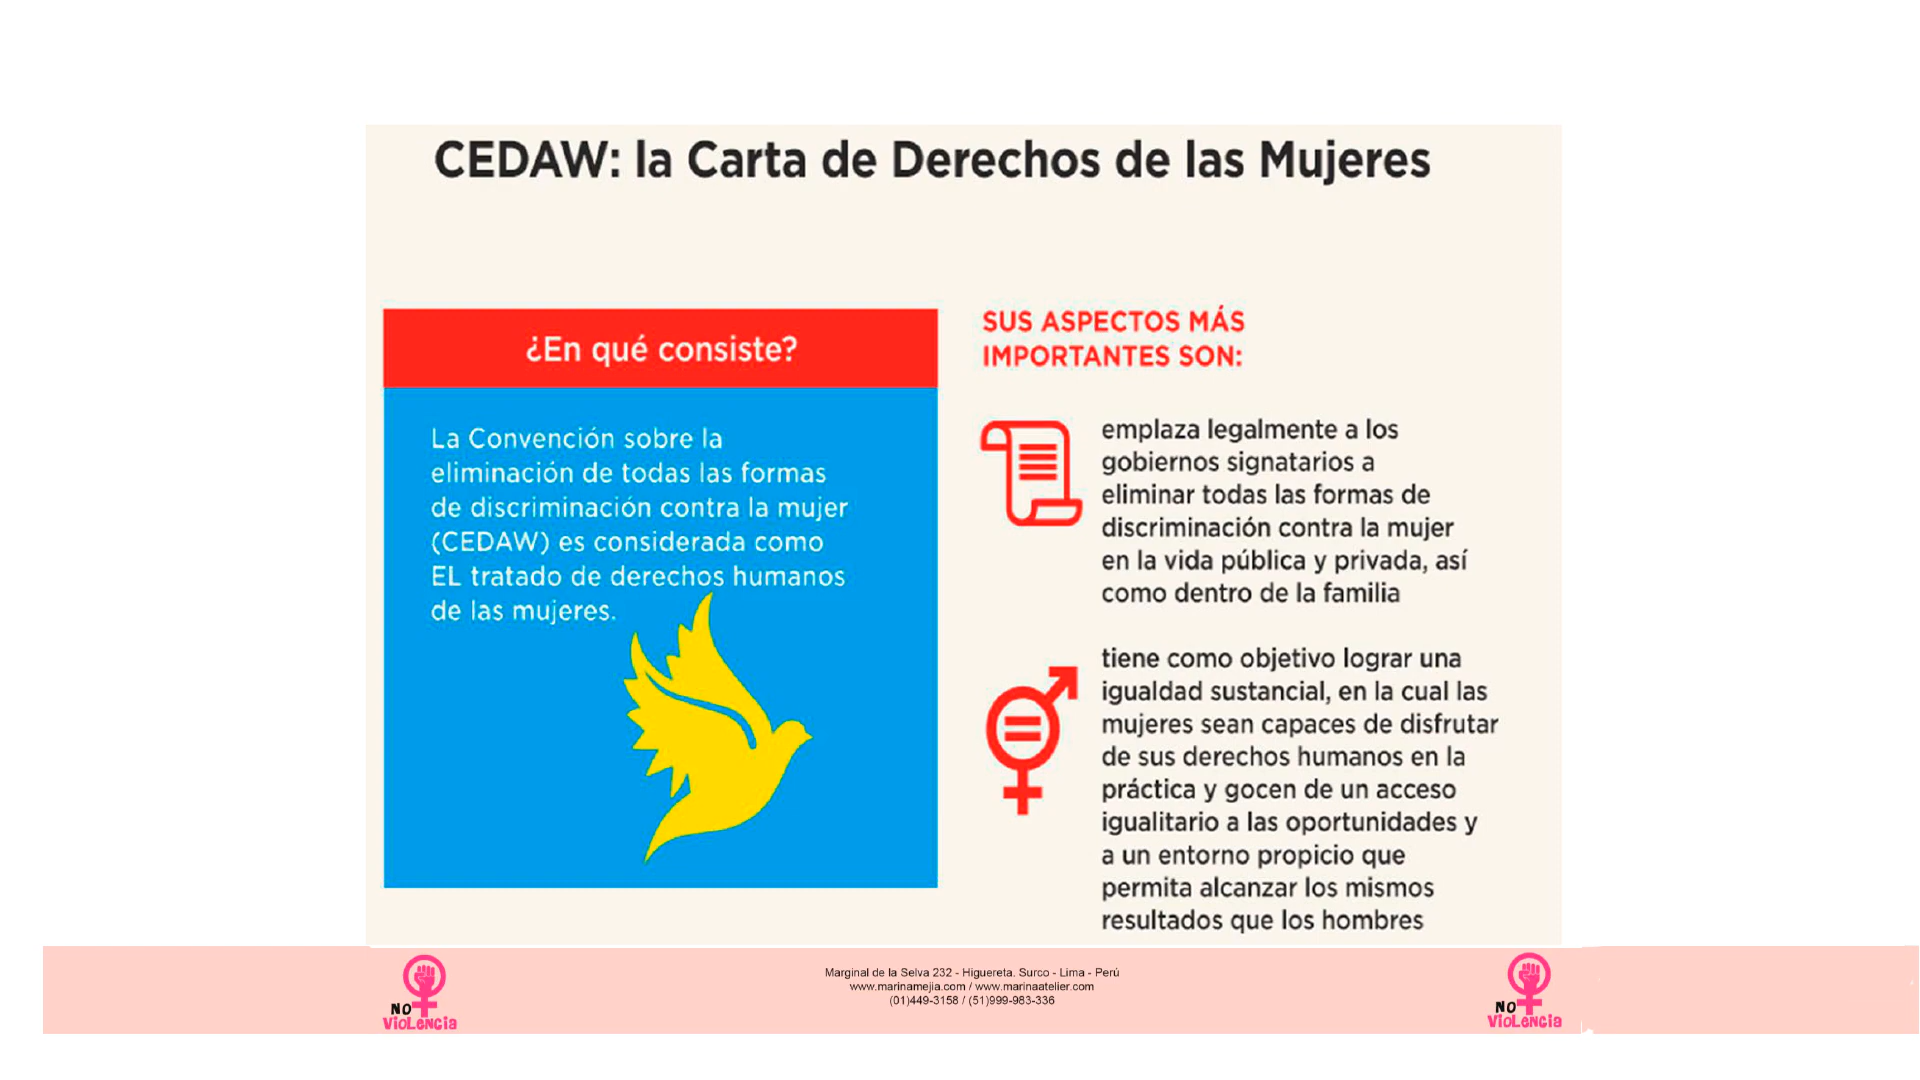 CEDAW: la Carta de Derechos de las Mujeres
¿En qué consiste?
La Convención sobre la
eliminación de todas las formas
de discriminación contra la mujer
(CEDAW) es considerada como
EL tratado de derechos humanos
de las mujeres.
SUS ASPECTOS MÁS
IMPORTANTES SON:
emplaza legalmente a los
gobiernos signatarios a
eliminar todas las formas de
discriminación contra la mujer
en la vida pública y privada, así
como dentro de la familia
tiene como objetivo lograr una
igualdad sustancial, en la cual las
mujeres sean capaces de disfrutar
de sus derechos humanos en la
práctica y gocen de un acceso
igualitario a las oportunidades y
a un entorno propicio que
permita alcanzar los mismos
resultados que los hombres
NO
VioLeNcia
Marginal de la Selva 232 - Higuereta. Surco - Lima - Perú
www.marinamejia.com / www.marinaatelier.com
(01)449-3158 / (51)999-983-336
NO
VioLeNcia